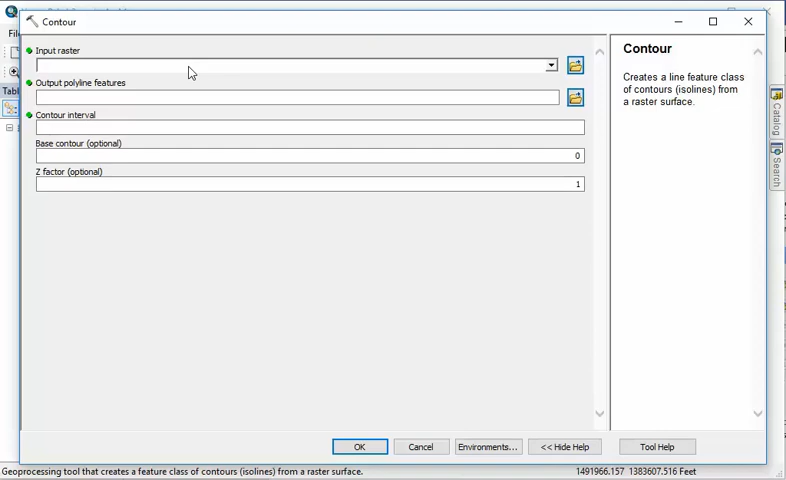 Contour
Fil
Input raster
Output polyline features
Contour interval
Base contour (optional)
0
Z factor (optional)
1
Contour
Creates a line feature class
of contours (isolines) from
a raster surface.
Tabl
Catalog
Search
OK
Cancel
Environments...
<< Hide Help
Tool Help
Geoprocessing tool that creates a feature class of contours (isolines) from a raster surface.
1491966.157 1383607.516 Feet